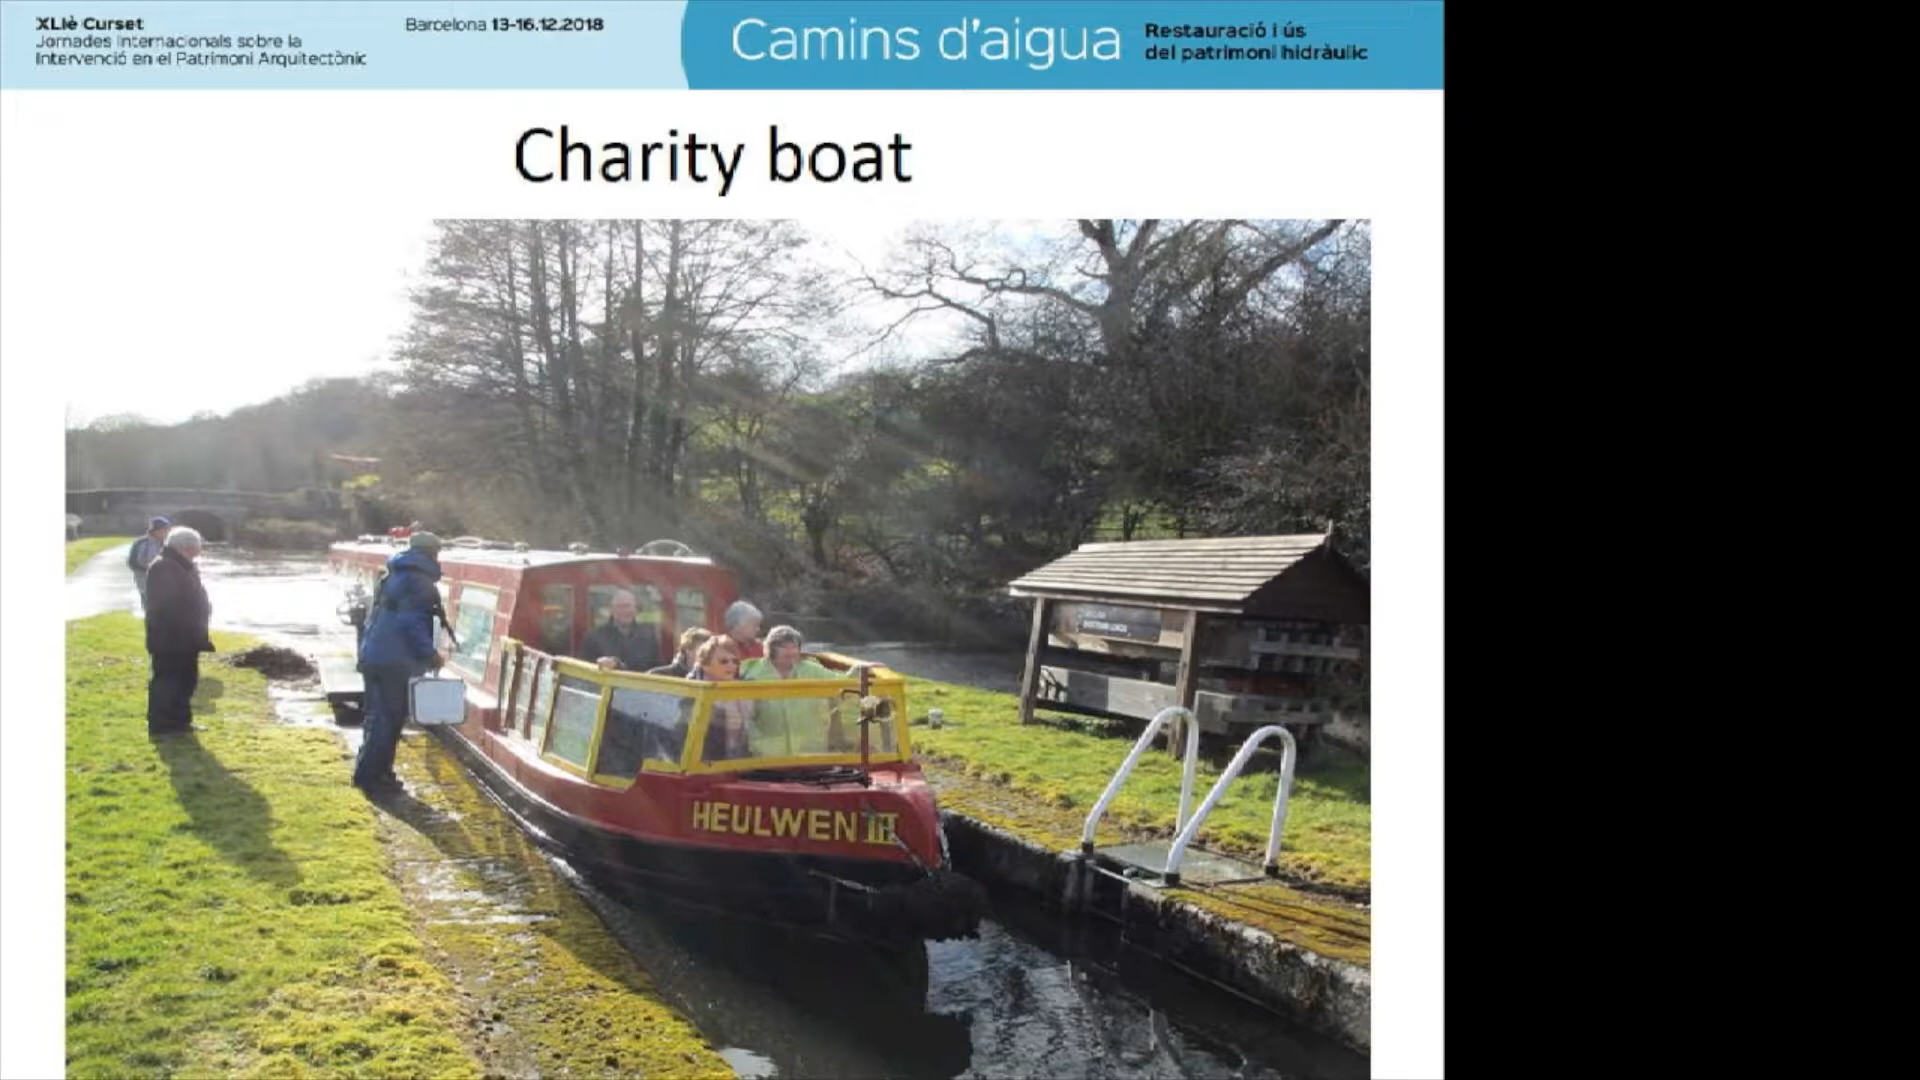 XLIè Curset
Jornades Internacionals sobre la
Intervenció en el Patrimoni Arquitectònic
Barcelona 13-16.12.2018
Camins d'aigua
Restauració i ús
del patrimoni hidràulic
Charity boat
HEULWEN III